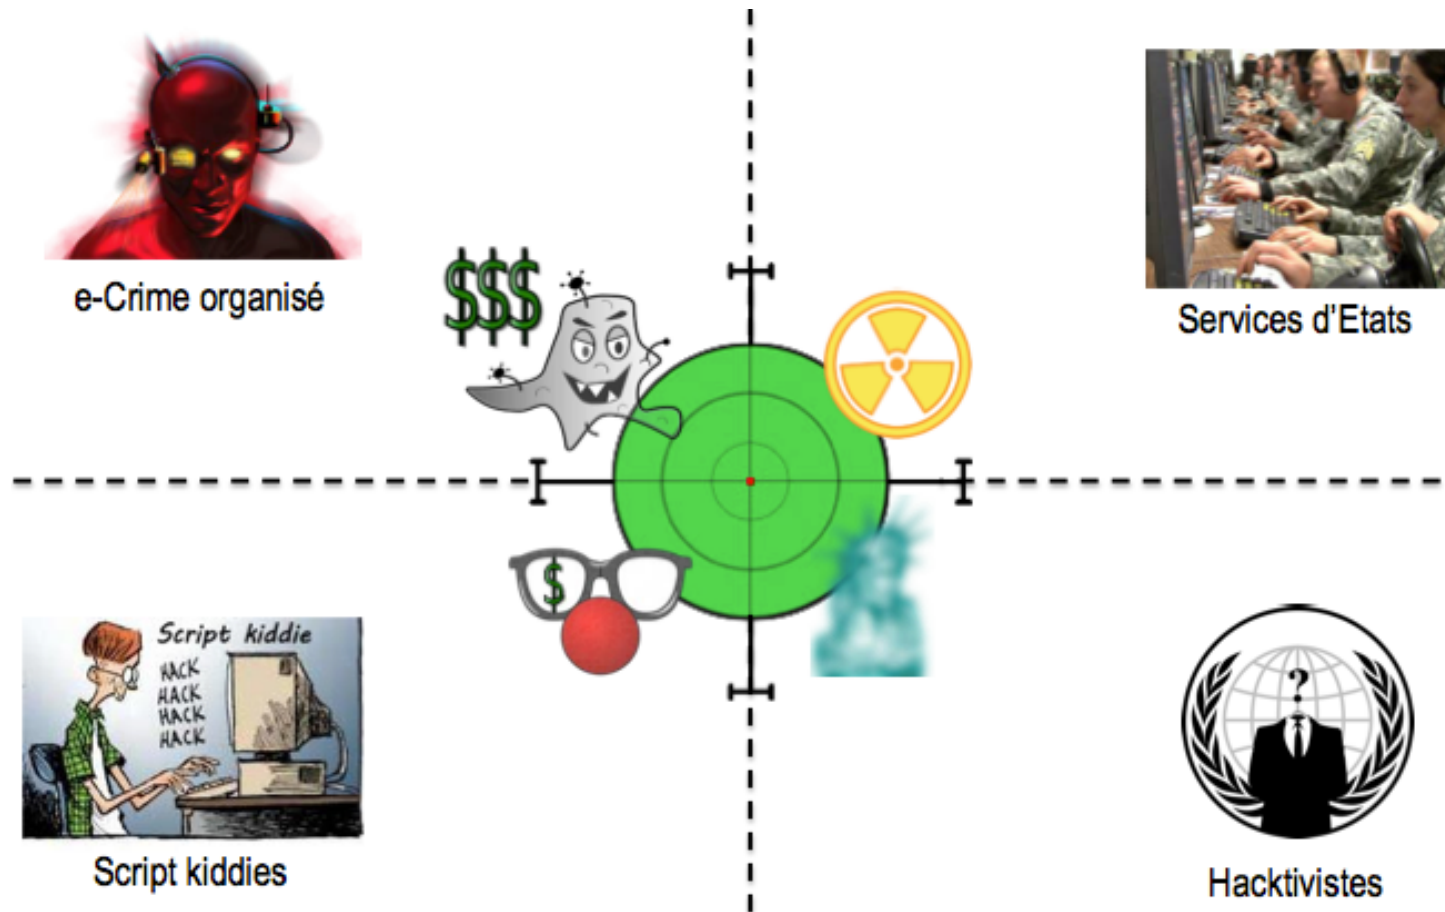 $$$
e-Crime organisé
Services d'Etats
$
Script kiddie
HACK
HACK
HACK
HACK
?
Script kiddies
Hacktivistes